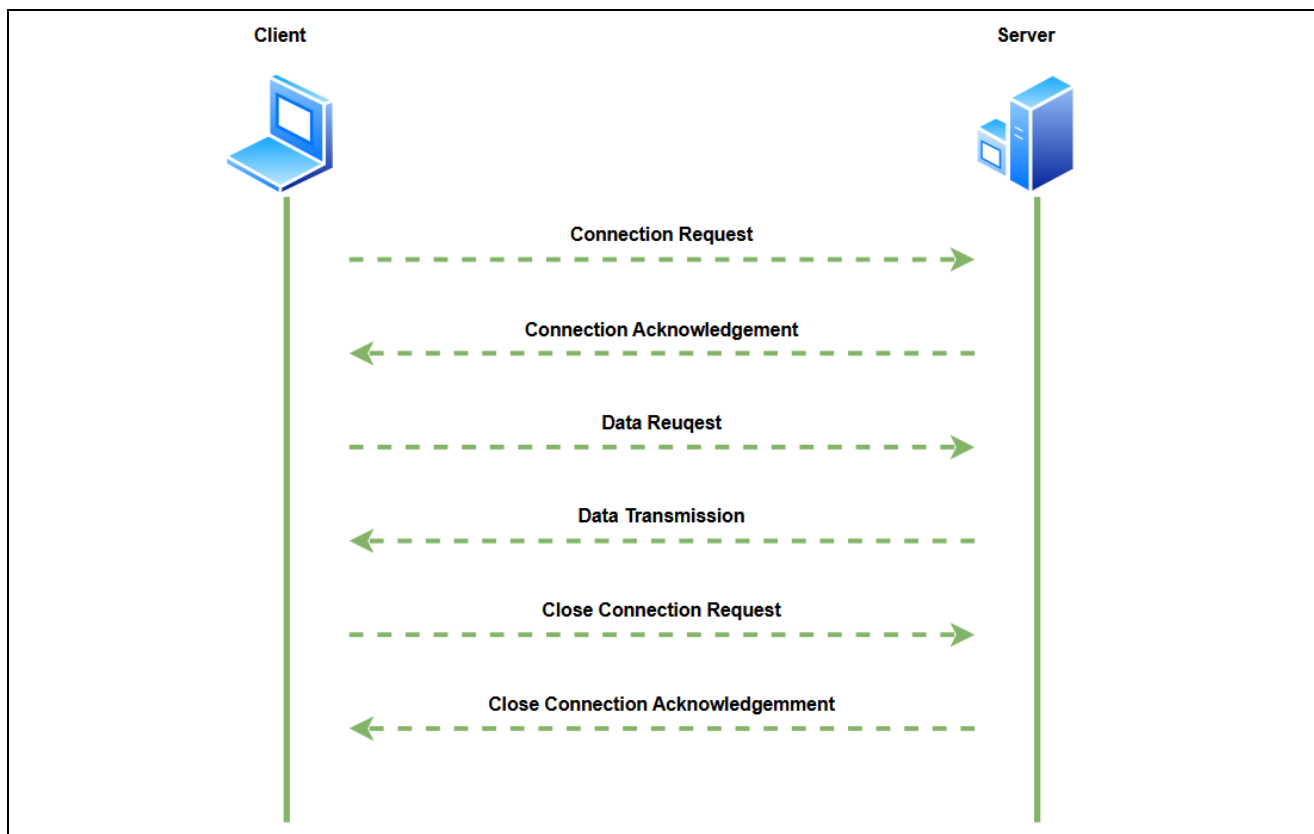 Client
Server
Connection Request
Connection Acknowledgement
Data Reuqest
Data Transmission
Close Connection Request
Close Connection Acknowledgemment